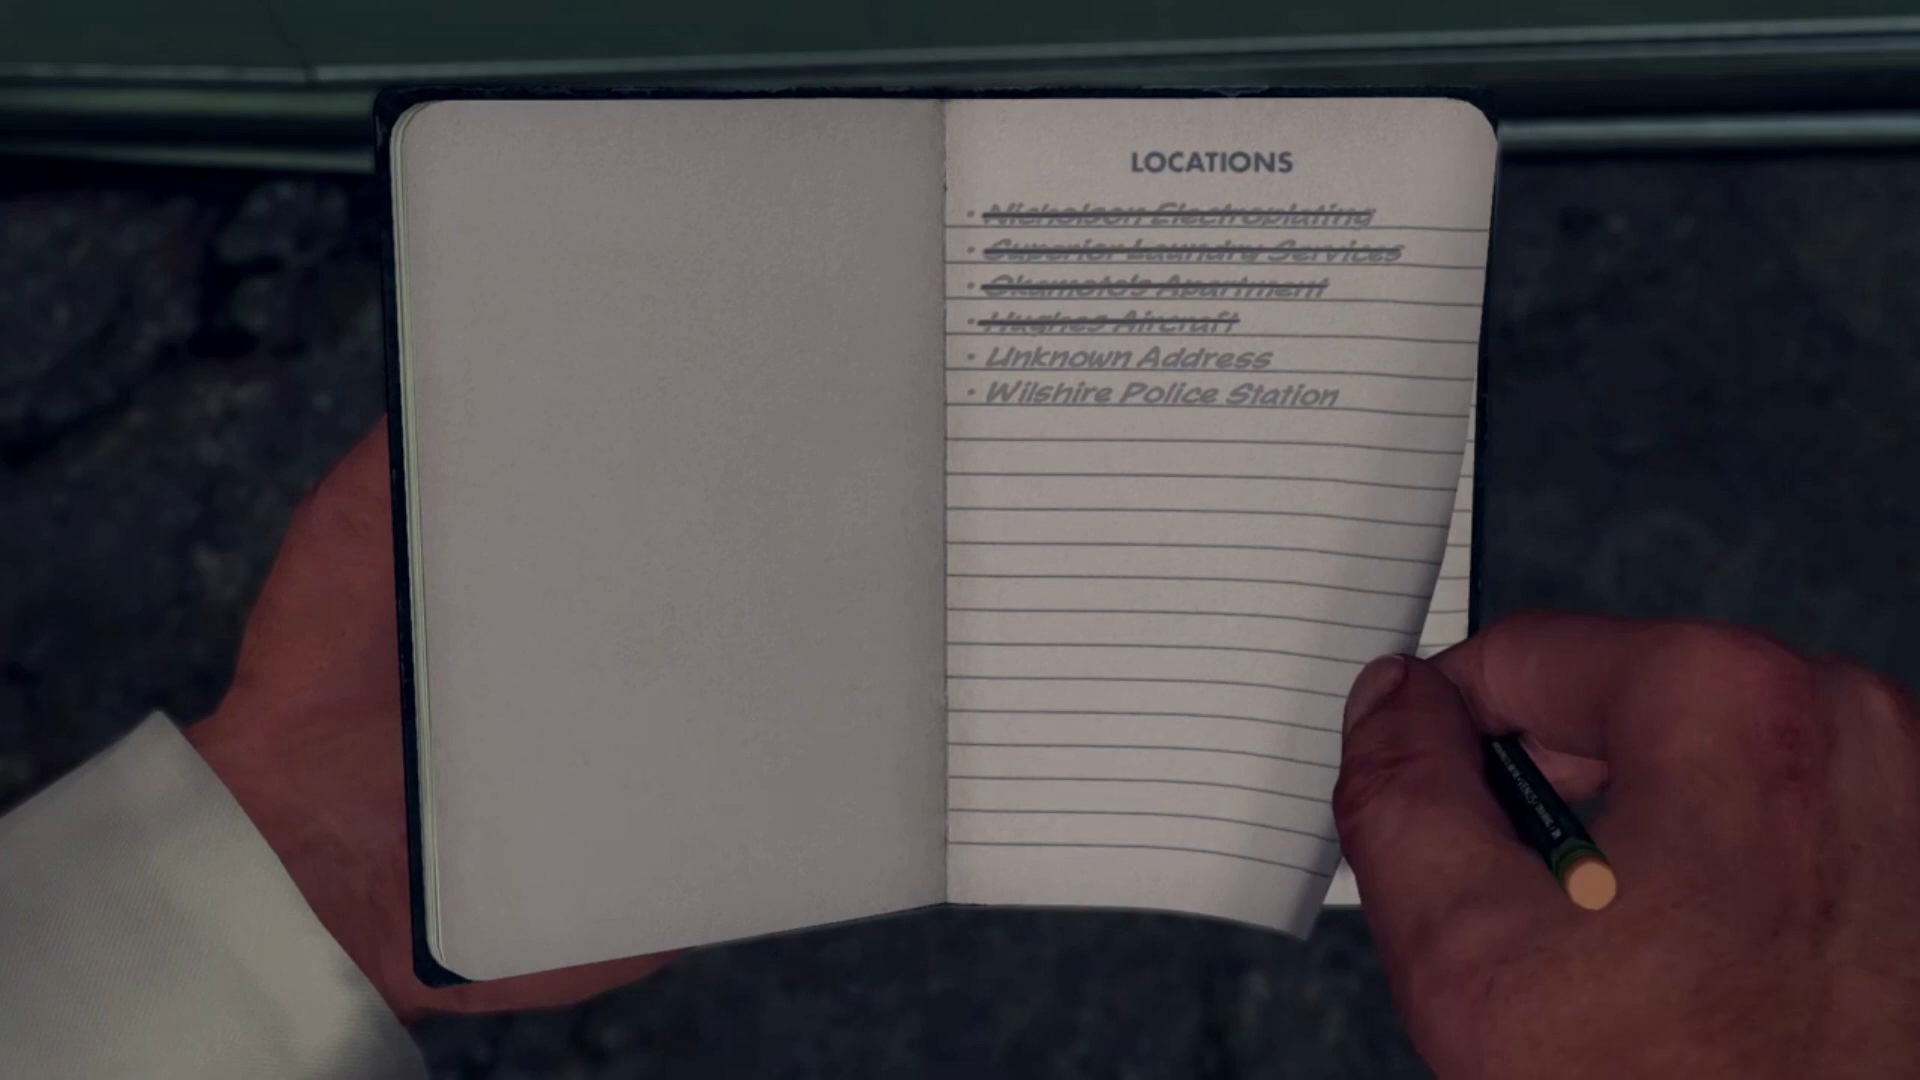 LOCATIONS
• Nicholson Electroplating
• Superior Laundry Services
• Okamoto's Apartment
• Hughes Aircraft
• Unknown Address
• Wilshire Police Station